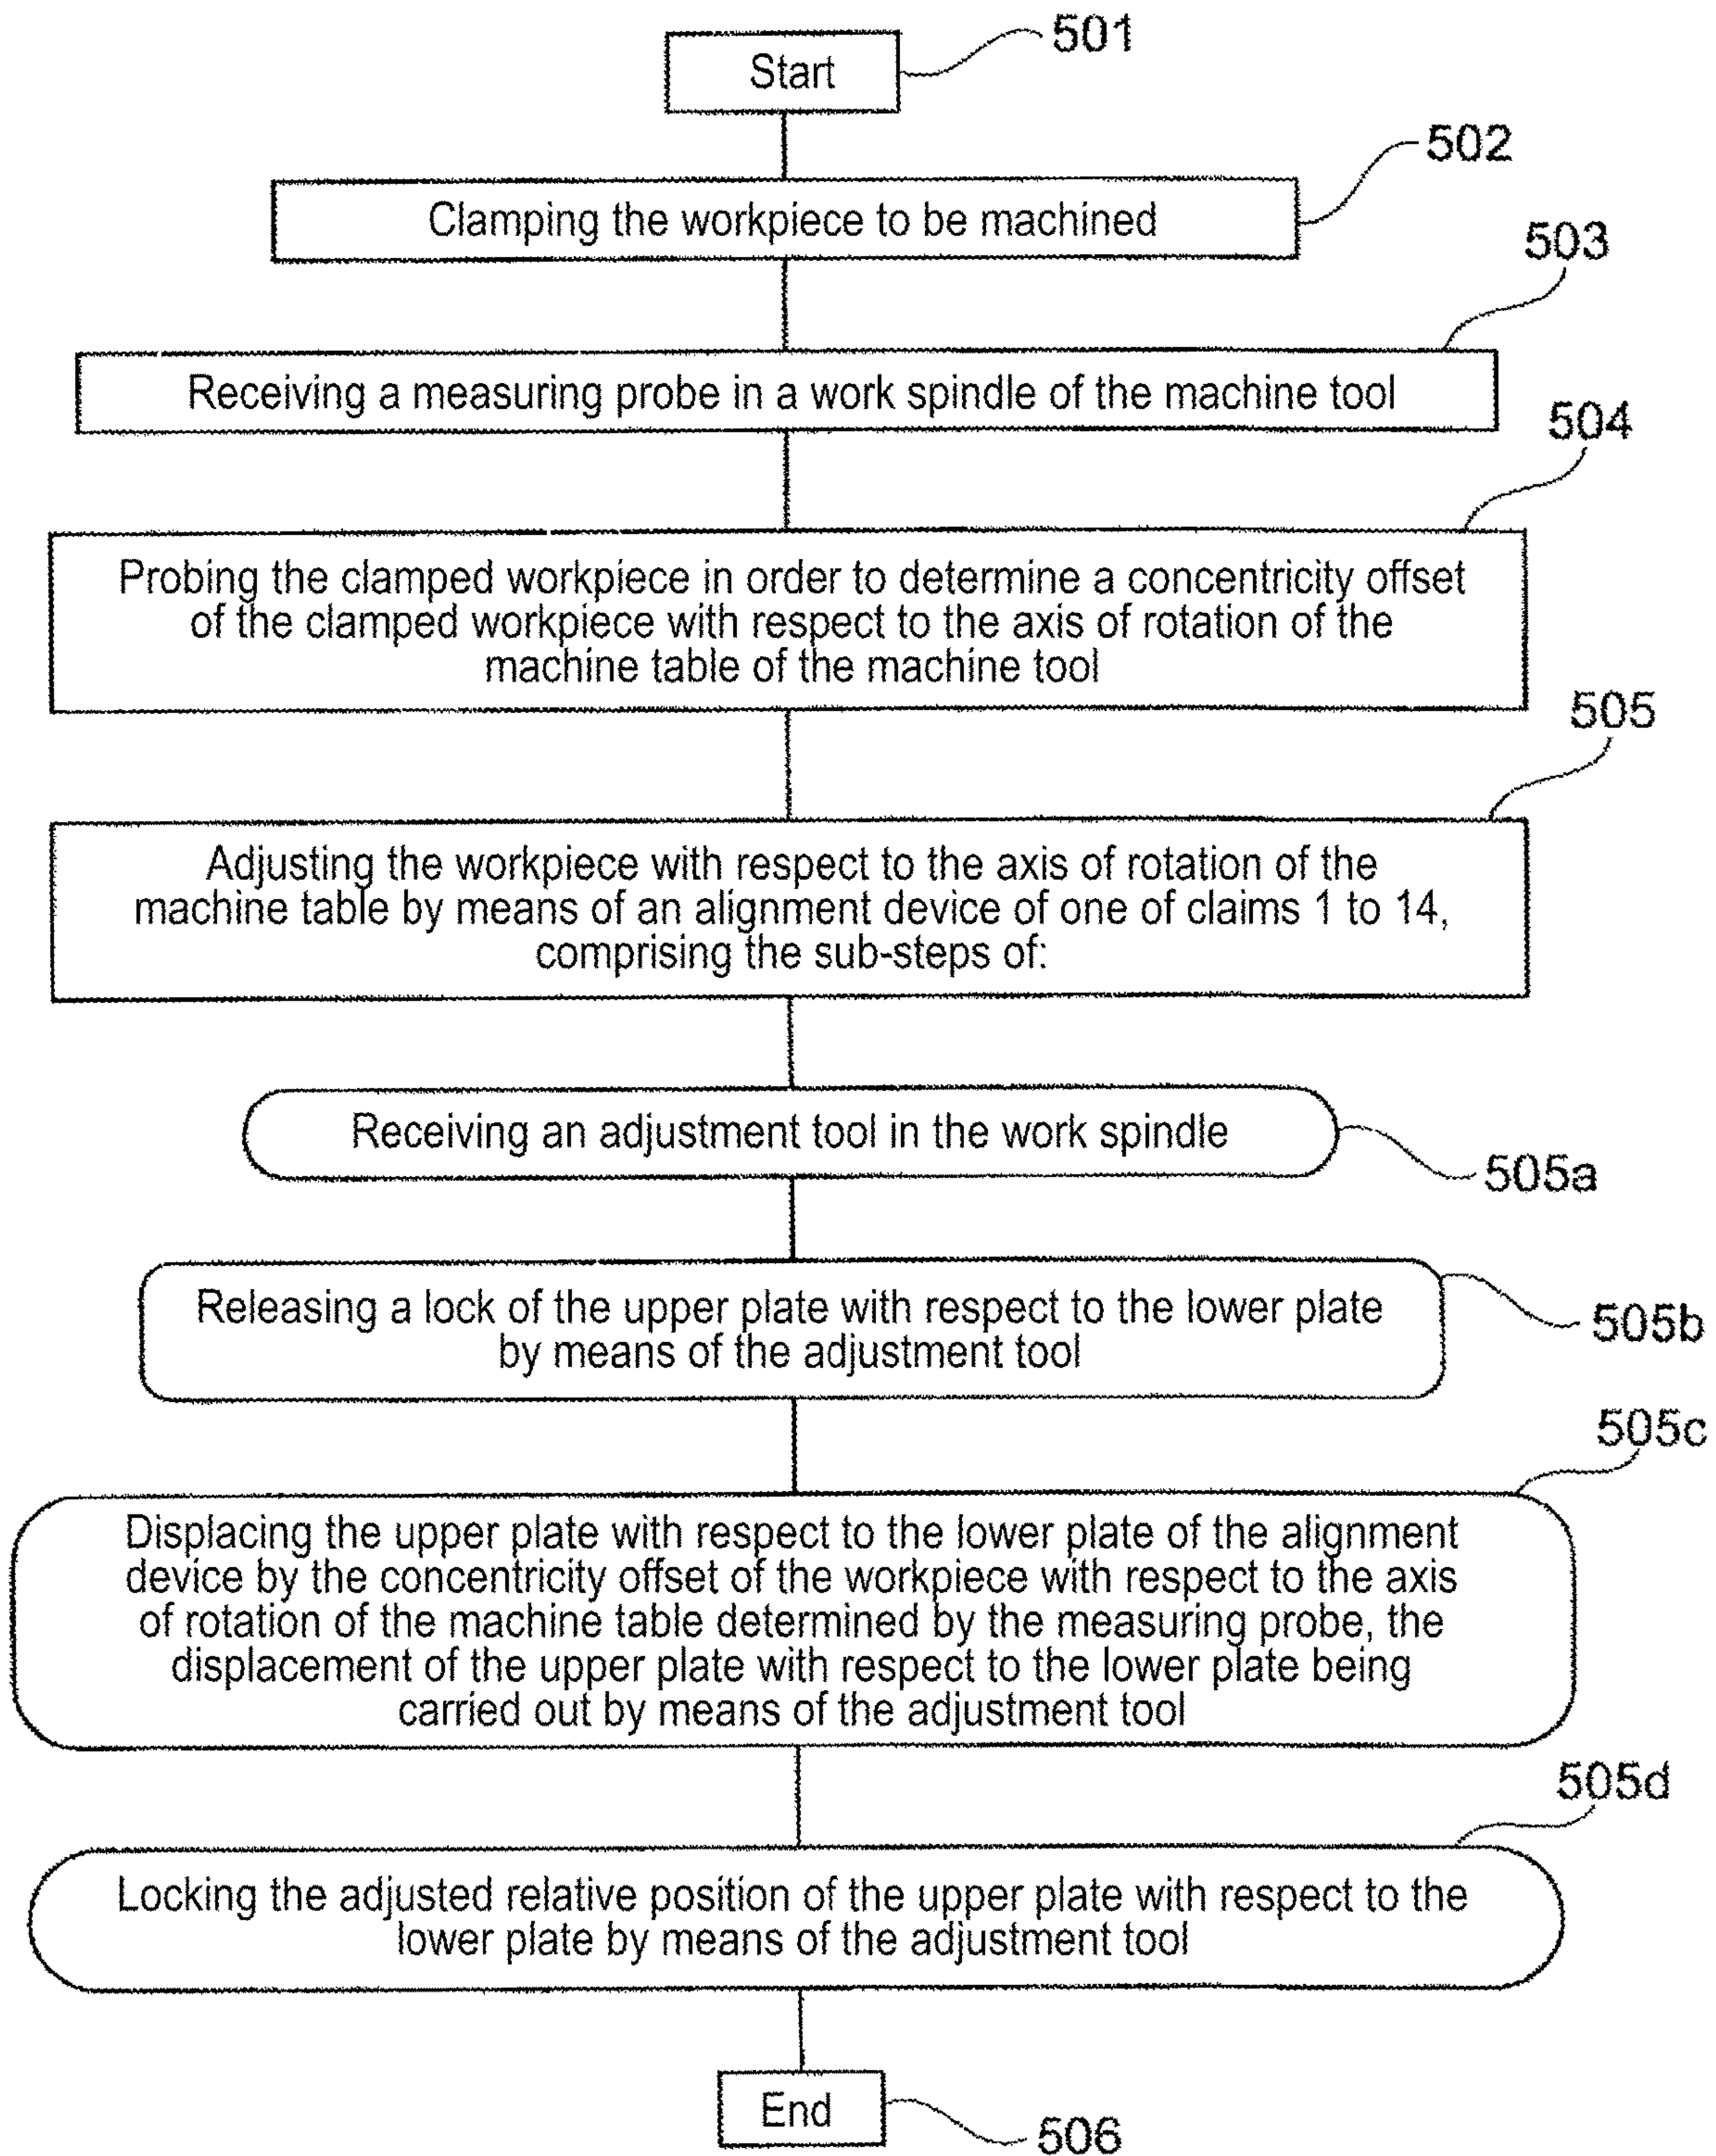 501
Start
502
Clamping the workpiece to be machined
503
Receiving a measuring probe in a work spindle of the machine tool
504
Probing the clamped workpiece in order to determine a concentricity offset
of the clamped workpiece with respect to the axis of rotation of the
machine table of the machine tool
505
Adjusting the workpiece with respect to the axis of rotation of the
machine table by means of an alignment device of one of claims 1 to 14,
comprising the sub-steps of:
Receiving an adjustment tool in the work spindle
505a
Releasing a lock of the upper plate with respect to the lower plate
by means of the adjustment tool
505b
505c
Displacing the upper plate with respect to the lower plate of the alignment
device by the concentricity offset of the workpiece with respect to the axis
of rotation of the machine table determined by the measuring probe, the
displacement of the upper plate with respect to the lower plate being
carried out by means of the adjustment tool
505d
Locking the adjusted relative position of the upper plate with respect to the
lower plate by means of the adjustment tool
End
506